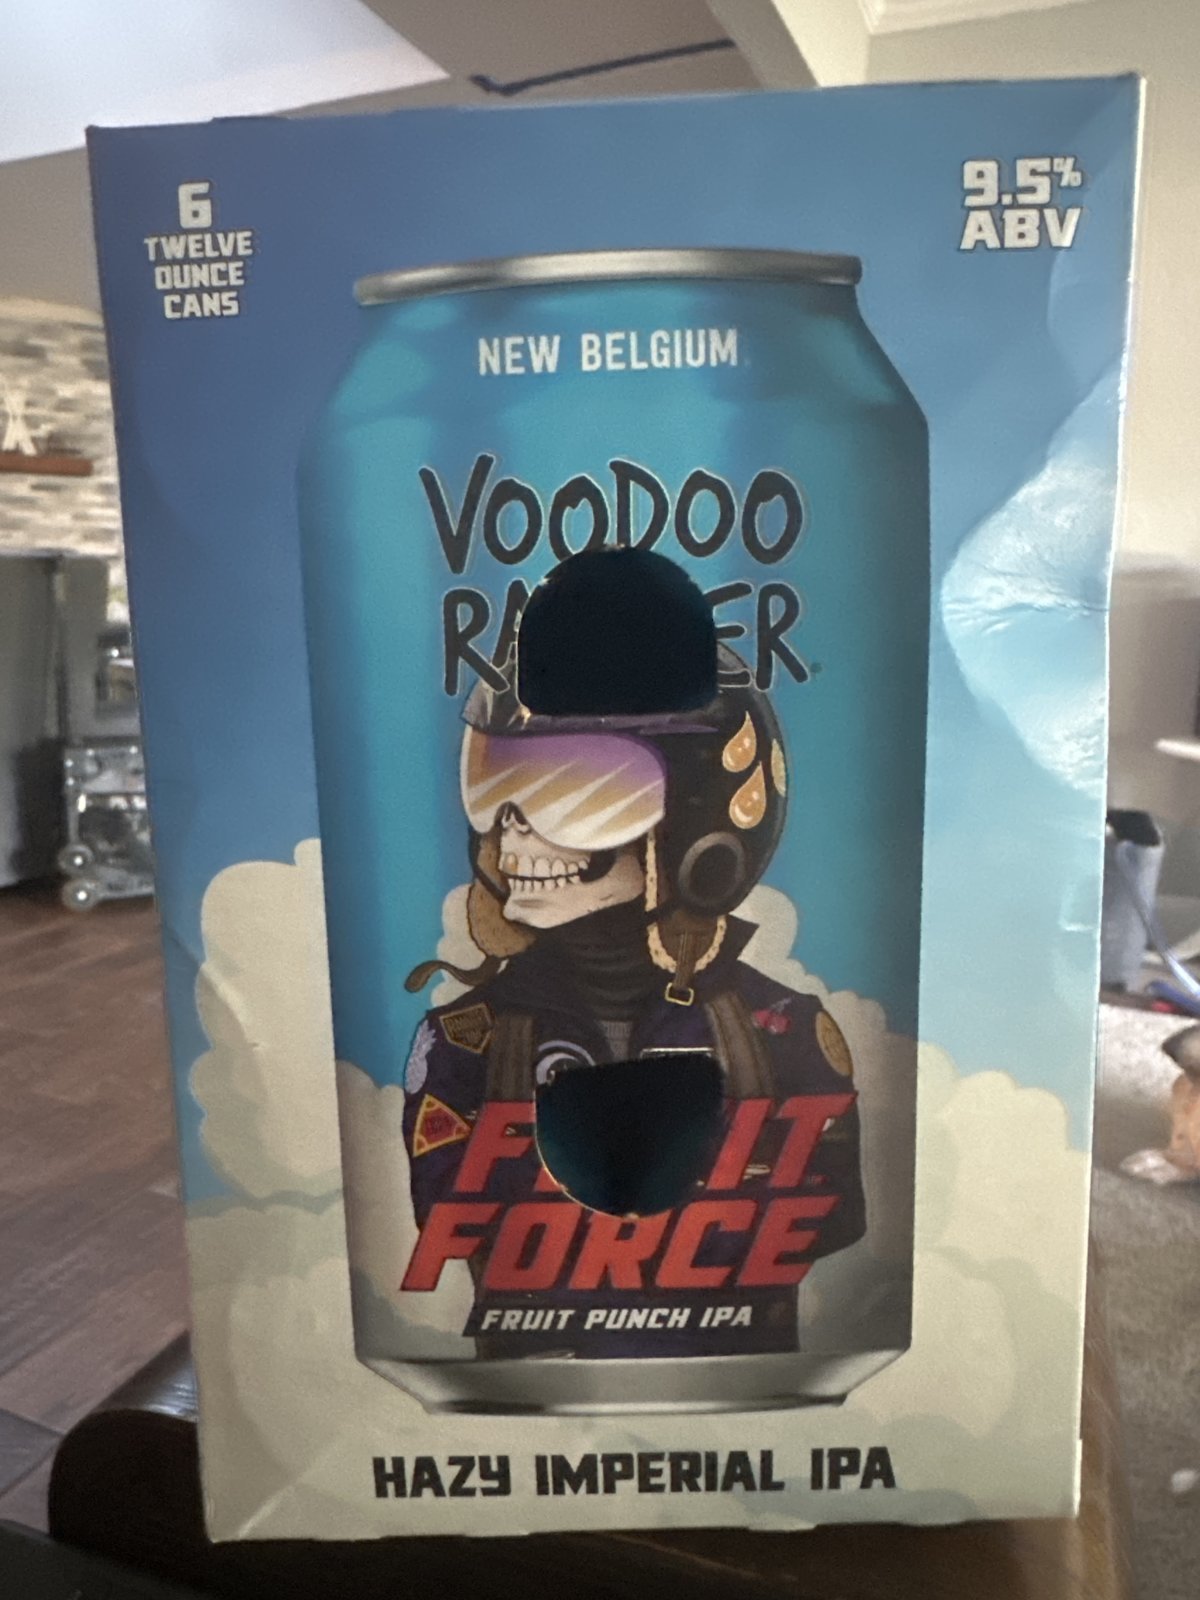 6
TWELVE
OUNCE
CANS
9.5%
ABV
NEW BELGIUM
VOODOO
FORCE
FRUIT PUNCH IPA
HAZY IMPERIAL IPA